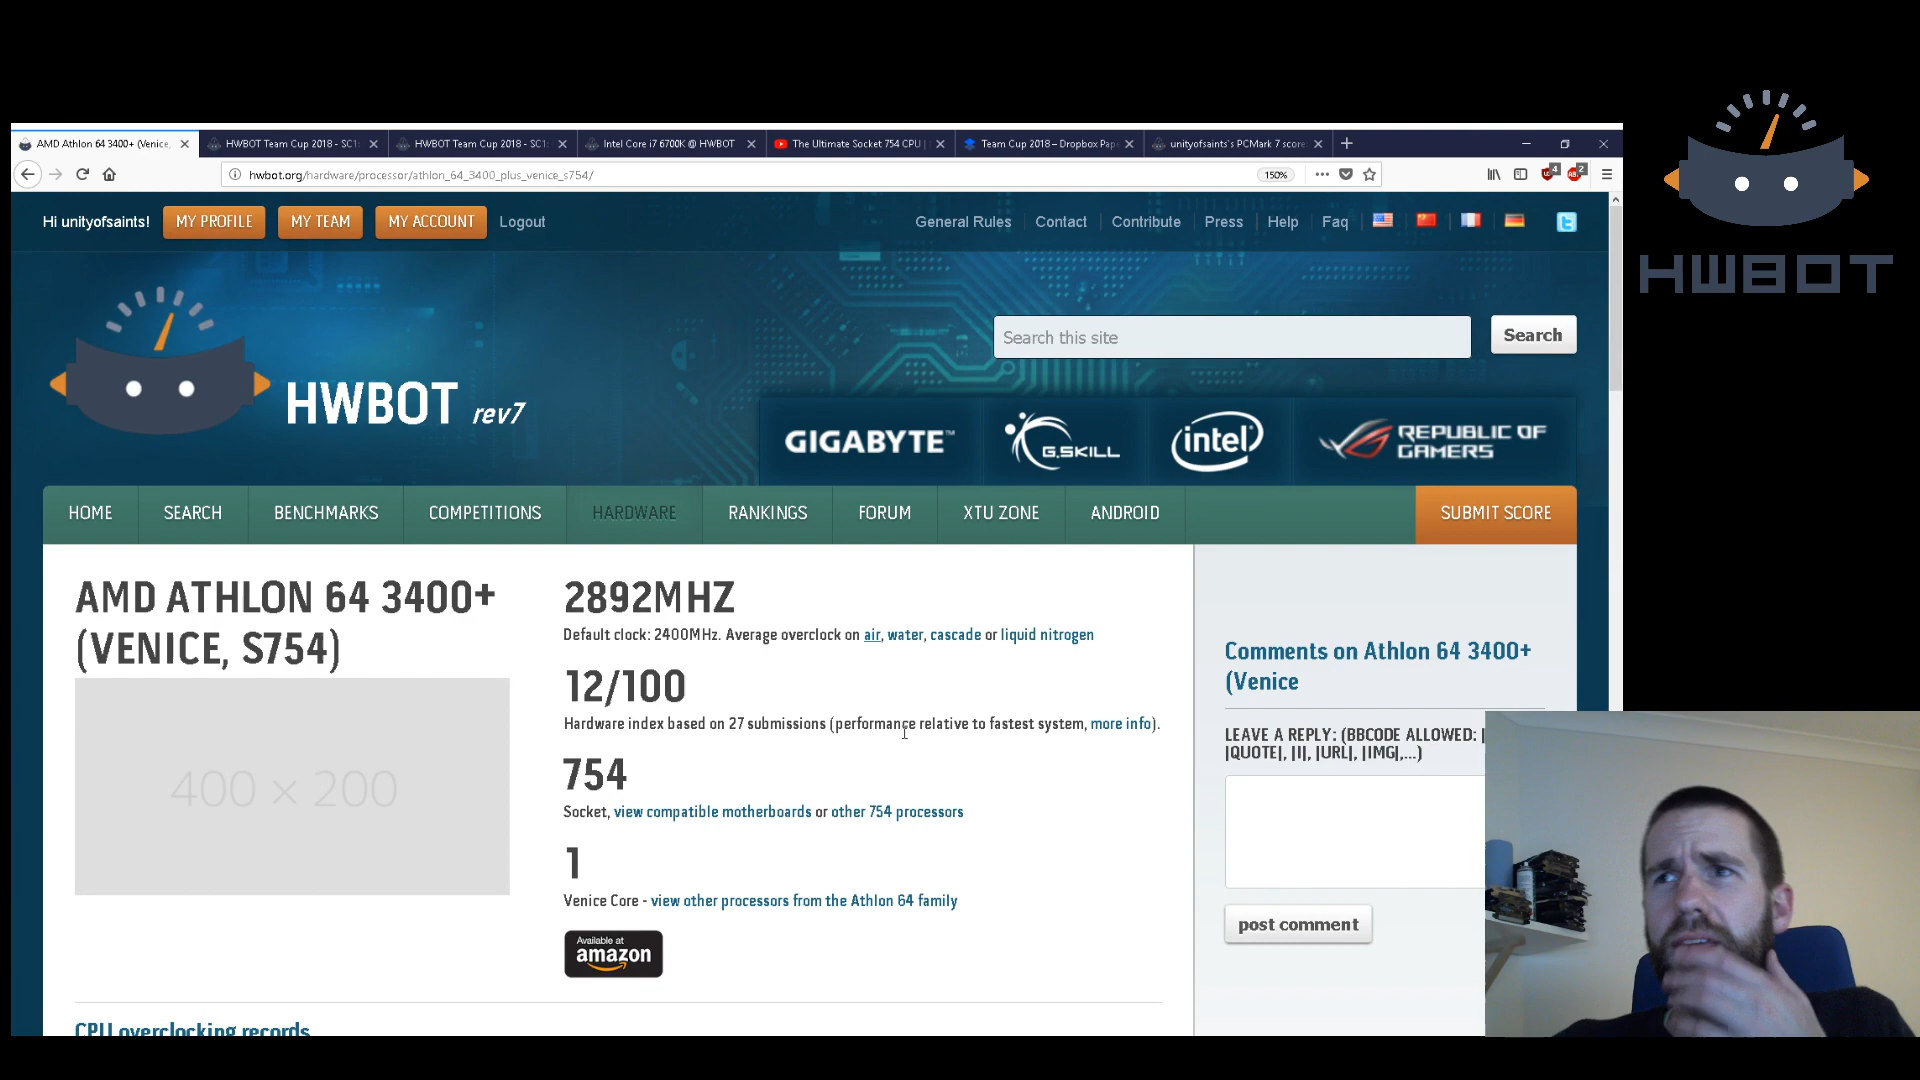 AMD Athlon 64 3400+ (Venice,
HWBOT Team Cup 2018 - SC1:
HWBOT Team Cup 2018 - SC1:
Intel Core i7 6700K @ HWBOT
The Ultimate Socket 754 CPU |
Team Cup 2018 – Dropbox Pap
unityofsaints's PCMark 7 score
hwbot.org/hardware/processor/athlon_64_3400_plus_venice_s754/
150%
4
2
Hi unityofsaints!
MY PROFILE
MY TEAM
MY ACCOUNT
Logout
General Rules
Contact
Contribute
Press
Help
Faq
HWBOT
HWBOT rev7
Search this site
Search
GIGABYTE™
G.SKILL
intel
REPUBLIC OF
GAMERS
HOME
SEARCH
BENCHMARKS
COMPETITIONS
HARDWARE
RANKINGS
FORUM
XTU ZONE
ANDROID
SUBMIT SCORE
AMD ATHLON 64 3400+
(VENICE, S754)
400 × 200
2892MHZ
Default clock: 2400MHz. Average overclock on air, water, cascade or liquid nitrogen
12/100
Hardware index based on 27 submissions (performance relative to fastest system, more info).
754
Socket, view compatible motherboards or other 754 processors
1
Venice Core - view other processors from the Athlon 64 family
Available at
amazon
CPU overclocking records
Comments on Athlon 64 3400+
(Venice
LEAVE A REPLY: (BBCODE ALLOWED: |
|QUOTE|, |I|, |URL|, |IMG|,...)
post comment